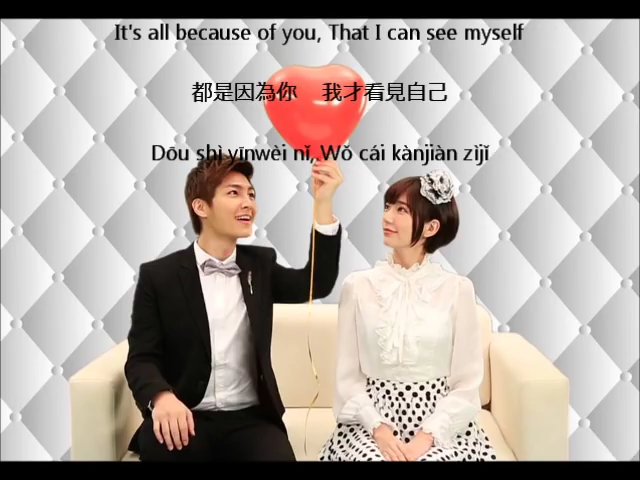 It's all because of you, That I can see myself
都是因為你　我才看見自己
Dōu shì yīnwèi nǐ, Wǒ cái kànjiàn zìjǐ